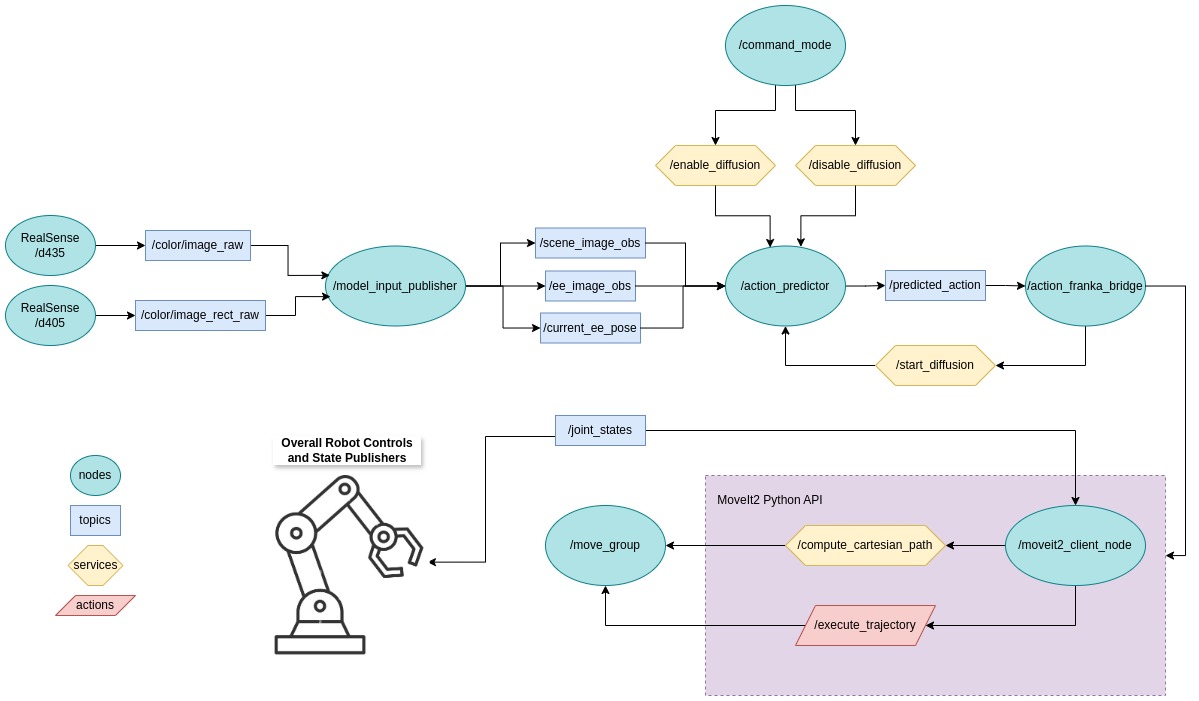 /command_mode
/enable_diffusion
/disable_diffusion
RealSense
/d435
/color/image_raw
RealSense
/d405
/color/image_rect_raw
/model_input_publisher
/scene_image_obs
/ee_image_obs
/current_ee_pose
/action_predictor
/predicted_action
/action_franka_bridge
/start_diffusion
/joint_states
Overall Robot Controls
and State Publishers
nodes
topics
services
actions
MoveIt2 Python API
/move_group
/compute_cartesian_path
/moveit2_client_node
/execute_trajectory